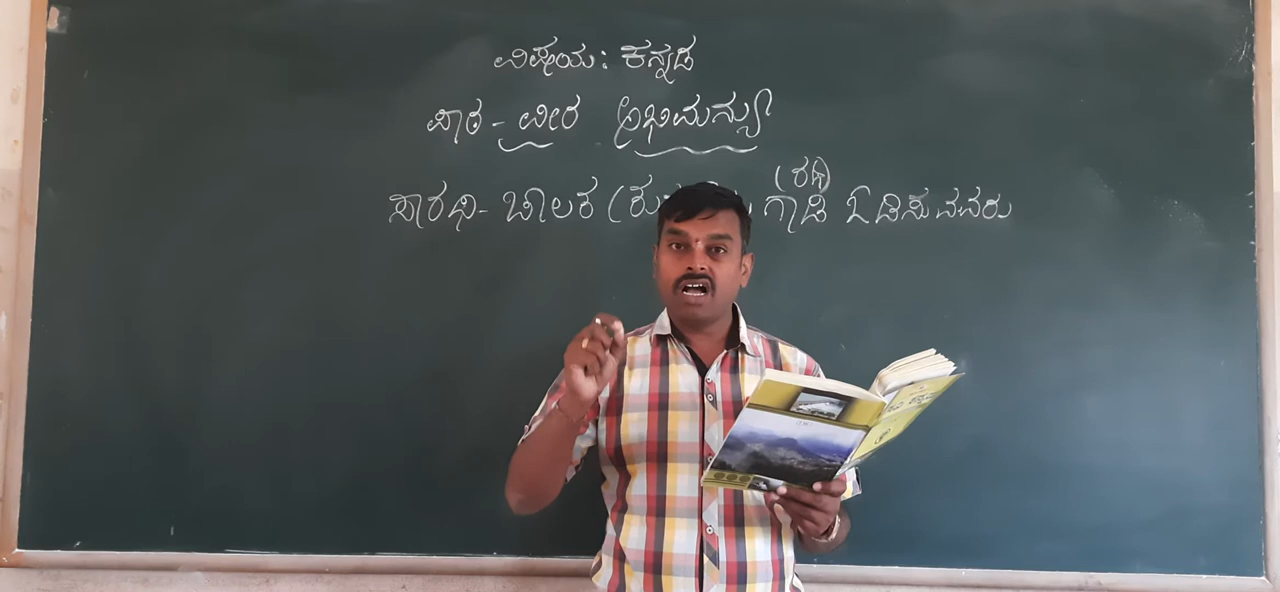 ವಿಷಯ: ಕನ್ನಡ
ಪಾಠ - ವೀರ ಅಭಿಮನ್ಯು
(ರಥ)
ಸಾರಥಿ - ಚಾಲಕ ( ಗಾಡಿ ಓಡಿಸುವವರು